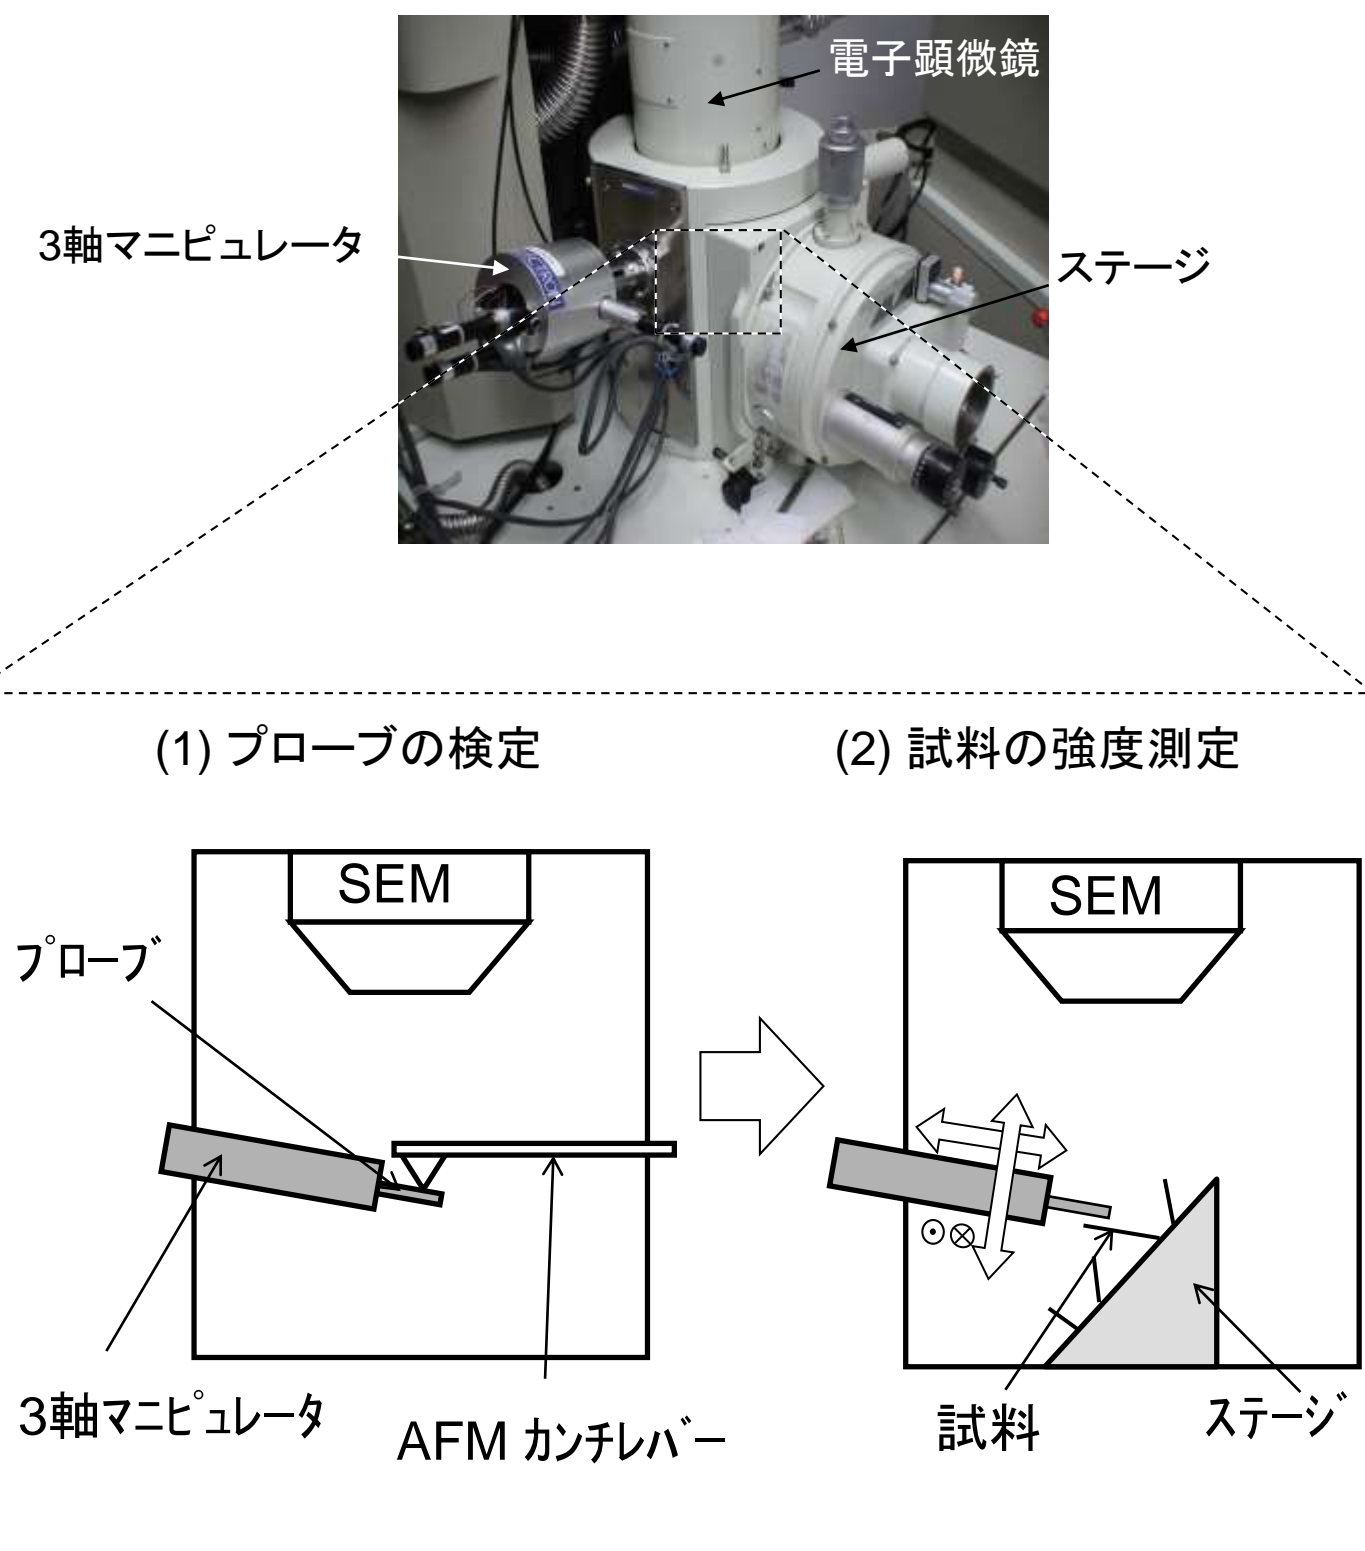 電子顕微鏡
3軸マニピュレータ
ステージ
(1) プローブの検定
(2) 試料の強度測定
SEM
SEM
プローブ
3軸マニピュレータ
AFM カンチレバー
試料
ステージ